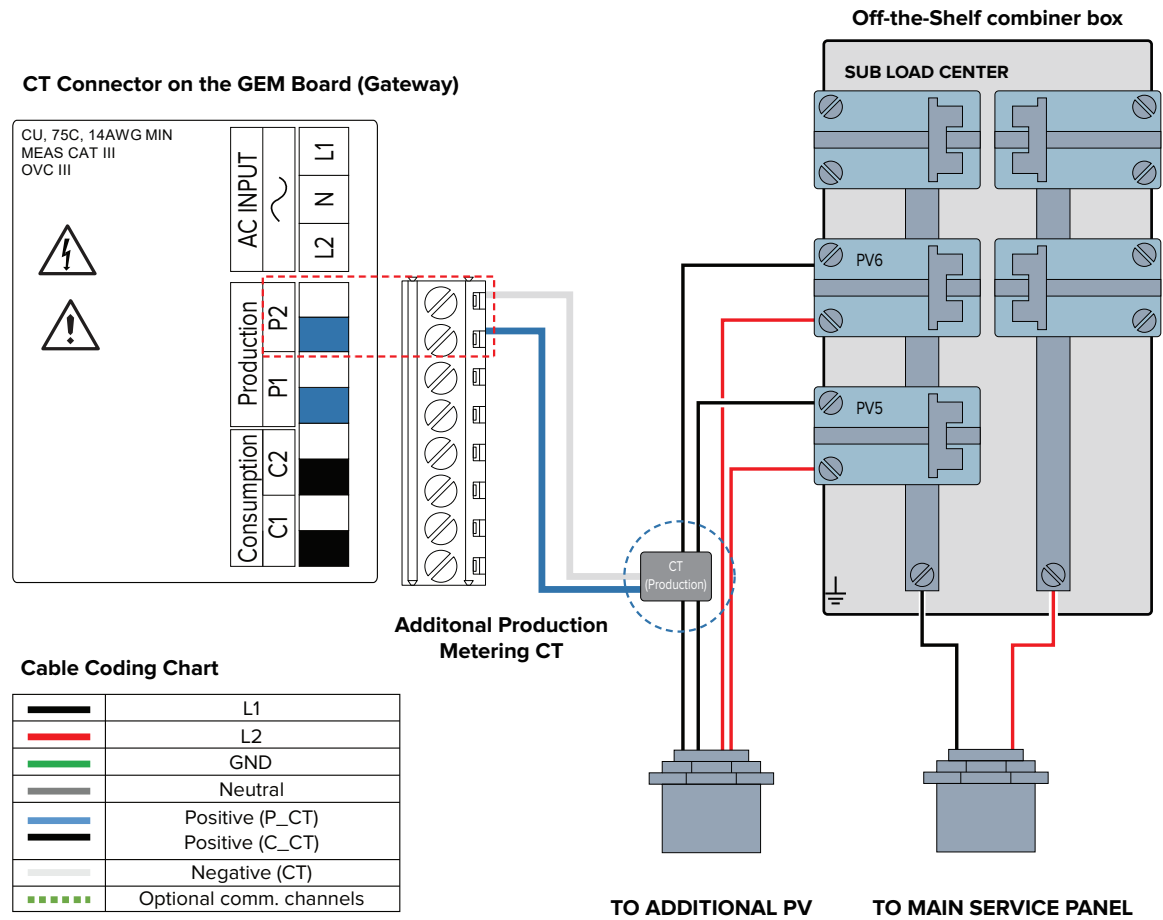 Off-the-Shelf combiner box
SUB LOAD CENTER
CT Connector on the GEM Board (Gateway)
CU, 75C, 14AWG MIN
MEAS CAT III
OVC III
AC INPUT
L1
N
L2
Production
P2
P1
Consumption
C2
C1
PV6
PV5
CT
(Production)
Additonal Production
Metering CT
Cable Coding Chart
L1
L2
GND
Neutral
Positive (P_CT)
Positive (C_CT)
Negative (CT)
Optional comm. channels
TO ADDITIONAL PV
TO MAIN SERVICE PANEL